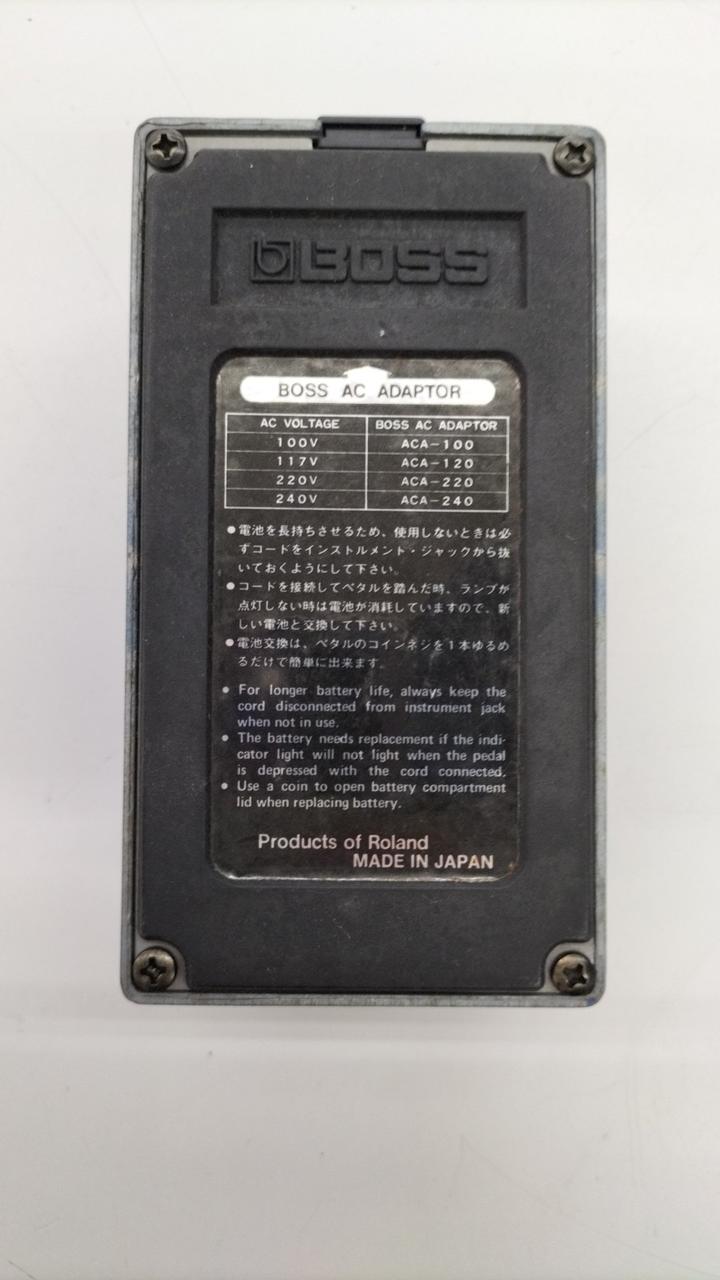 BOSS
BOSS AC ADAPTOR
AC VOLTAGE BOSS AC ADAPTOR
100V ACA-100
117V ACA-120
220V ACA-220
240V ACA-240
●電池を長持ちさせるため、使用しないときは必
ずコードをインストルメント・ジャックから抜
いておくようにして下さい。
●コードを接続してペタルを踏んだ時、ランプが
点灯しない時は電池が消耗していますので、新
しい電池と交換して下さい。
●電池交換は、ペタルのコインネジを1本ゆるめ
るだけで簡単に出来ます。
● For longer battery life, always keep the
cord disconnected from instrument jack
when not in use.
● The battery needs replacement if the indi-
cator light will not light when the pedal
is depressed with the cord connected.
● Use a coin to open battery compartment
lid when replacing battery.
Products of Roland
MADE IN JAPAN